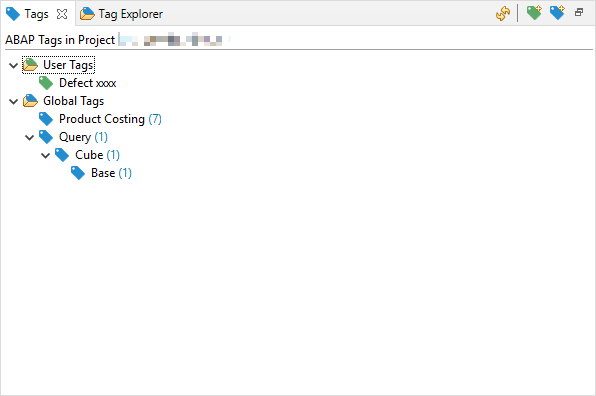 Tags Tag Explorer
ABAP Tags in Project
User Tags
Defect xxxx
Global Tags
Product Costing (7)
Query (1)
Cube (1)
Base (1)